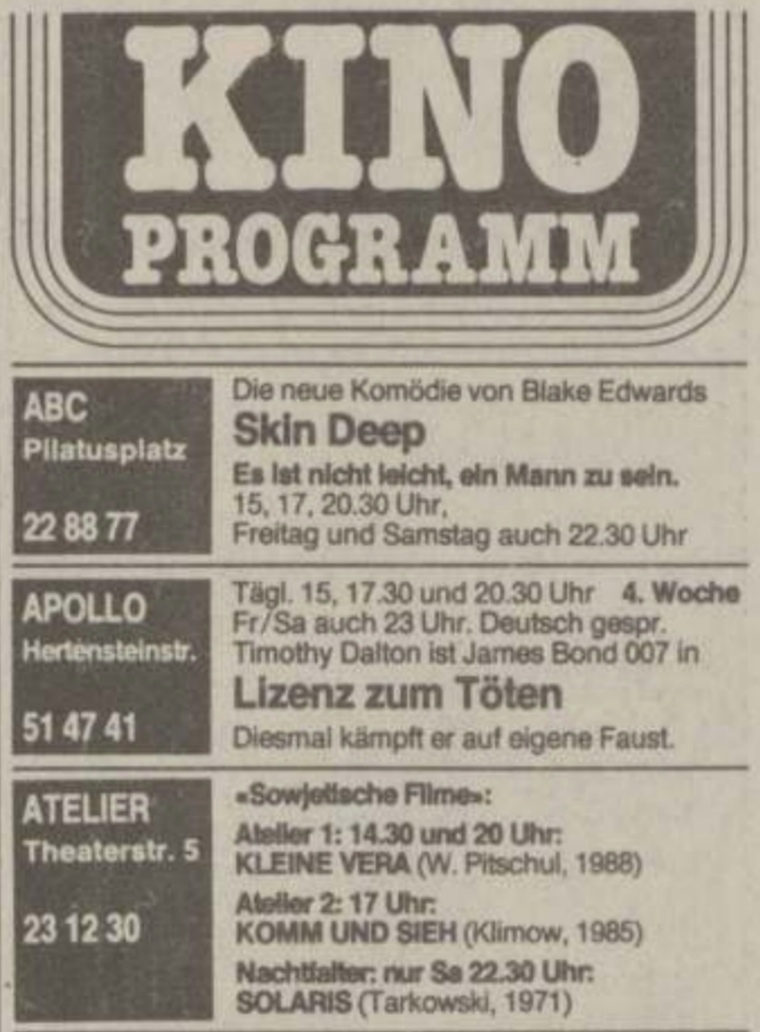 KINO
PROGRAMM
ABC
Pilatusplatz
22 88 77
Die neue Komödie von Blake Edwards
Skin Deep
Es ist nicht leicht, ein Mann zu sein.
15, 17, 20.30 Uhr,
Freitag und Samstag auch 22.30 Uhr
APOLLO
Hertensteinstr.
51 47 41
Tägl. 15, 17.30 und 20.30 Uhr 4. Woche
Fr/Sa auch 23 Uhr. Deutsch gespr.
Timothy Dalton ist James Bond 007 in
Lizenz zum Töten
Diesmal kämpft er auf eigene Faust.
ATELIER
Theaterstr. 5
23 12 30
«Sowjetische Filme»:
Atelier 1: 14.30 und 20 Uhr:
KLEINE VERA (W. Pitschul, 1988)
Atelier 2: 17 Uhr:
KOMM UND SIEH (Klimow, 1985)
Nachtfalter: nur Sa 22.30 Uhr:
SOLARIS (Tarkowski, 1971)